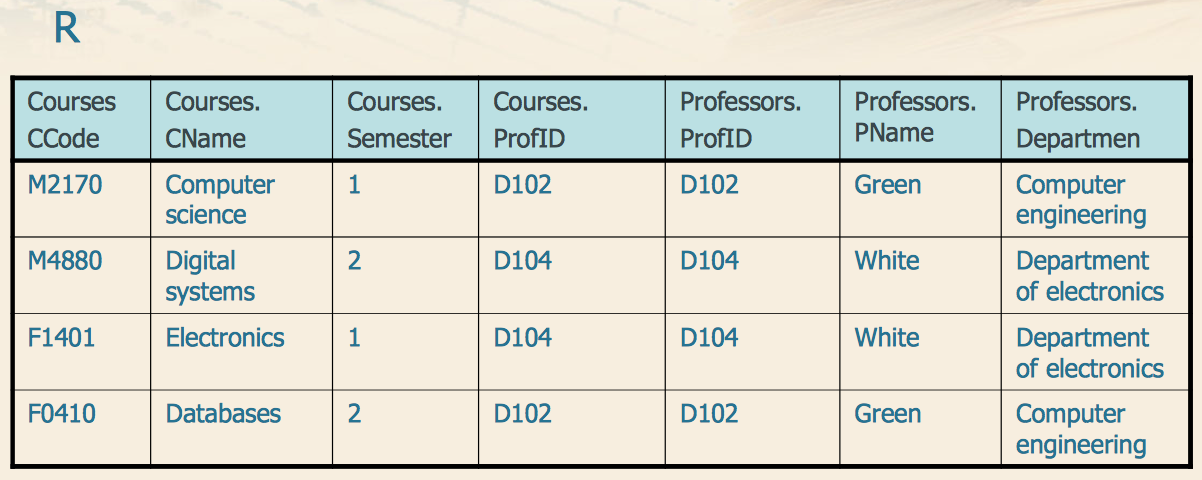 R
Courses CCode
Courses. CName
Courses. Semester
Courses. ProfID
Professors. ProfID
Professors. PName
Professors. Departmen
M2170
Computer science
1
D102
D102
Green
Computer engineering
M4880
Digital systems
2
D104
D104
White
Department of electronics
F1401
Electronics
1
D104
D104
White
Department of electronics
F0410
Databases
2
D102
D102
Green
Computer engineering